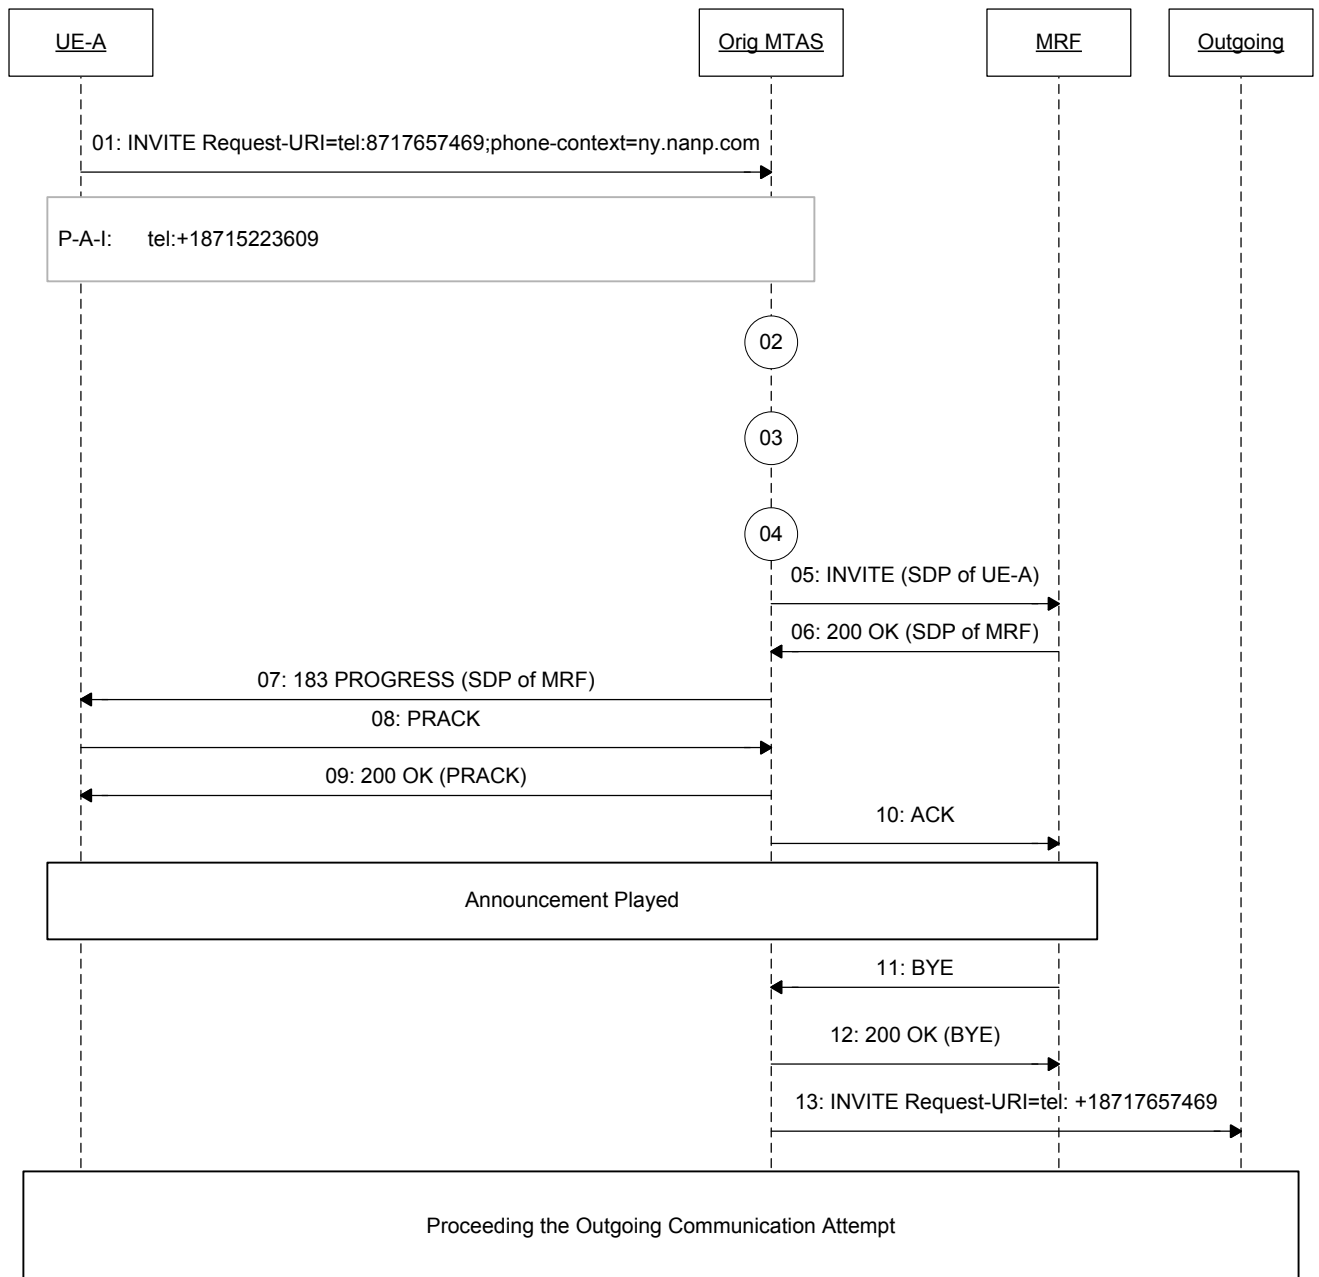 UE-A
Orig MTAS
MRF
Outgoing
01: INVITE Request-URI=tel:8717657469;phone-context=ny.nanp.com
P-A-I: tel:+18715223609
02
03
04
05: INVITE (SDP of UE-A)
06: 200 OK (SDP of MRF)
07: 183 PROGRESS (SDP of MRF)
08: PRACK
09: 200 OK (PRACK)
10: ACK
Announcement Played
11: BYE
12: 200 OK (BYE)
13: INVITE Request-URI=tel: +18717657469
Proceeding the Outgoing Communication Attempt